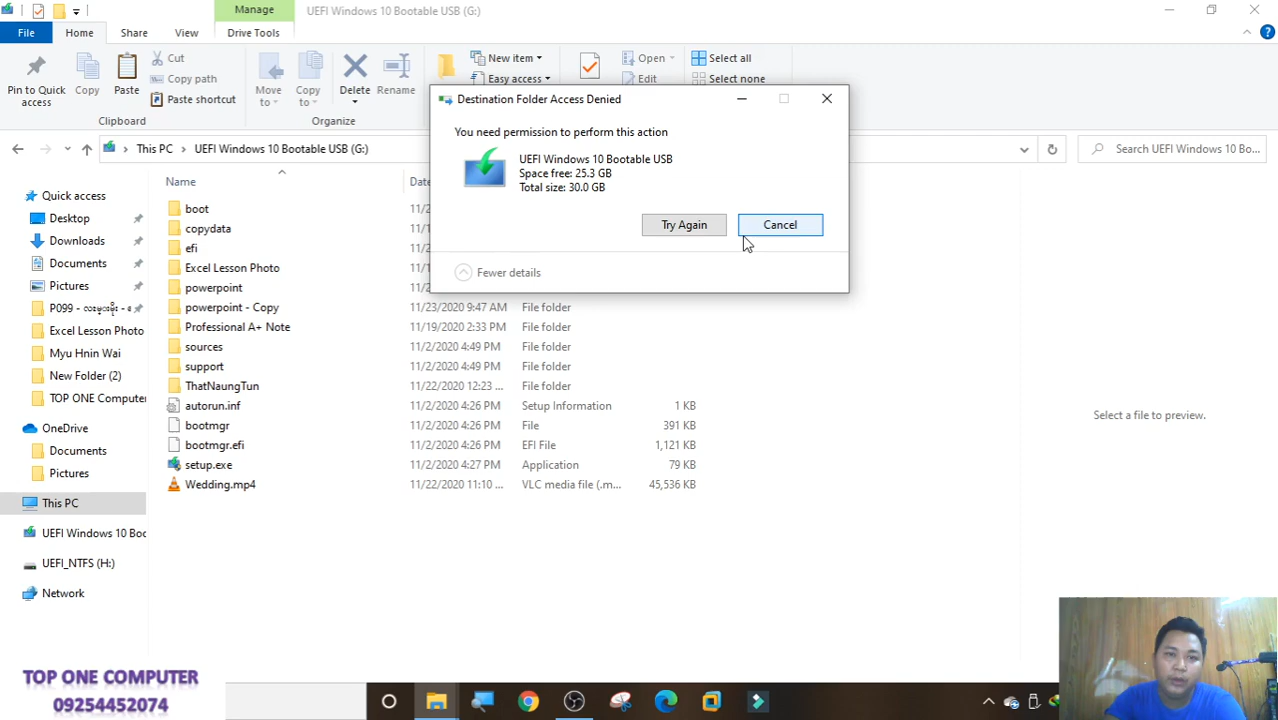 Manage
UEFI Windows 10 Bootable USB (G:)
File
Home
Share
View
Drive Tools
Pin to Quick access
Copy
Paste
Cut
Copy path
Paste shortcut
Clipboard
Move to
Copy to
Delete
Rename
Organize
New item
Easy access
Open
Edit
Select all
Select none
Destination Folder Access Denied
You need permission to perform this action
UEFI Windows 10 Bootable USB
Space free: 25.3 GB
Total size: 30.0 GB
Try Again
Cancel
Fewer details
This PC
UEFI Windows 10 Bootable USB (G:)
Search UEFI Windows 10 Bo...
Quick access
Desktop
Downloads
Documents
Pictures
P099 -
Excel Lesson Photo
Myu Hnin Wai
New Folder (2)
TOP ONE Computer
OneDrive
Documents
Pictures
This PC
UEFI Windows 10 Boo
UEFI_NTFS (H:)
Network
Name
boot
copydata
efi
Excel Lesson Photo
powerpoint
powerpoint - Copy 11/23/2020 9:47 AM File folder
Professional A+ Note 11/19/2020 2:33 PM File folder
sources 11/2/2020 4:49 PM File folder
support 11/2/2020 4:49 PM File folder
ThatNaungTun 11/22/2020 12:23 ... File folder
autorun.inf 11/2/2020 4:26 PM Setup Information 1 KB
bootmgr 11/2/2020 4:26 PM File 391 KB
bootmgr.efi 11/2/2020 4:26 PM EFI File 1,121 KB
setup.exe 11/2/2020 4:27 PM Application 79 KB
Wedding.mp4 11/22/2020 11:10 ... VLC media file (.m... 45,536 KB
Select a file to preview.
TOP ONE COMPUTER
09254452074